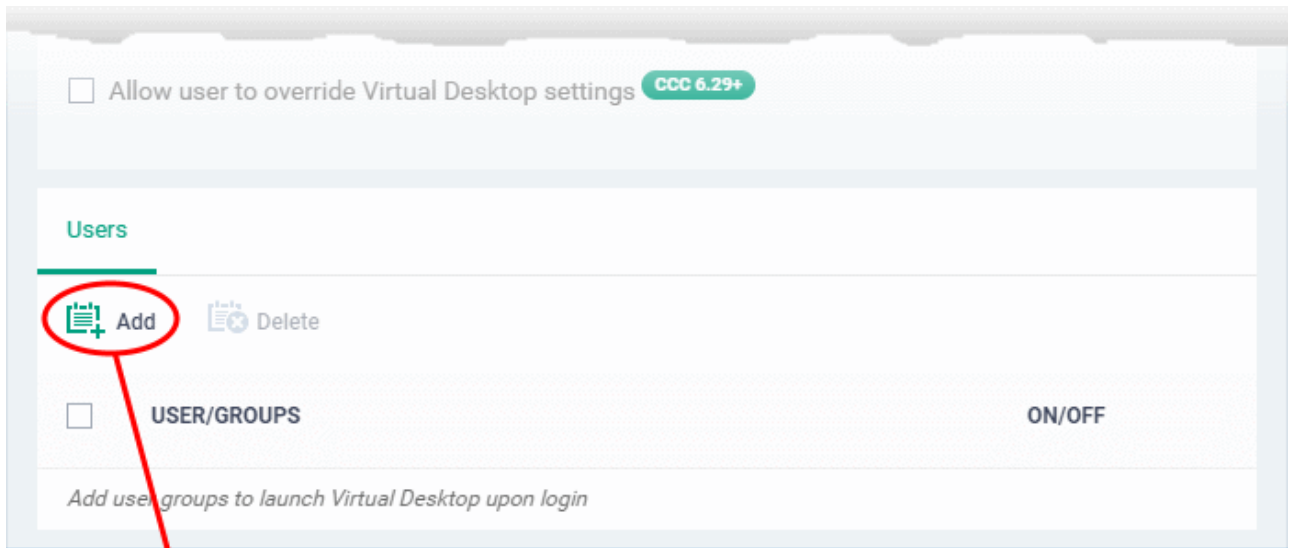 Allow user to override Virtual Desktop settings CCC 6.29+
Users
Add Delete
USER/GROUPS ON/OFF
Add user groups to launch Virtual Desktop upon login